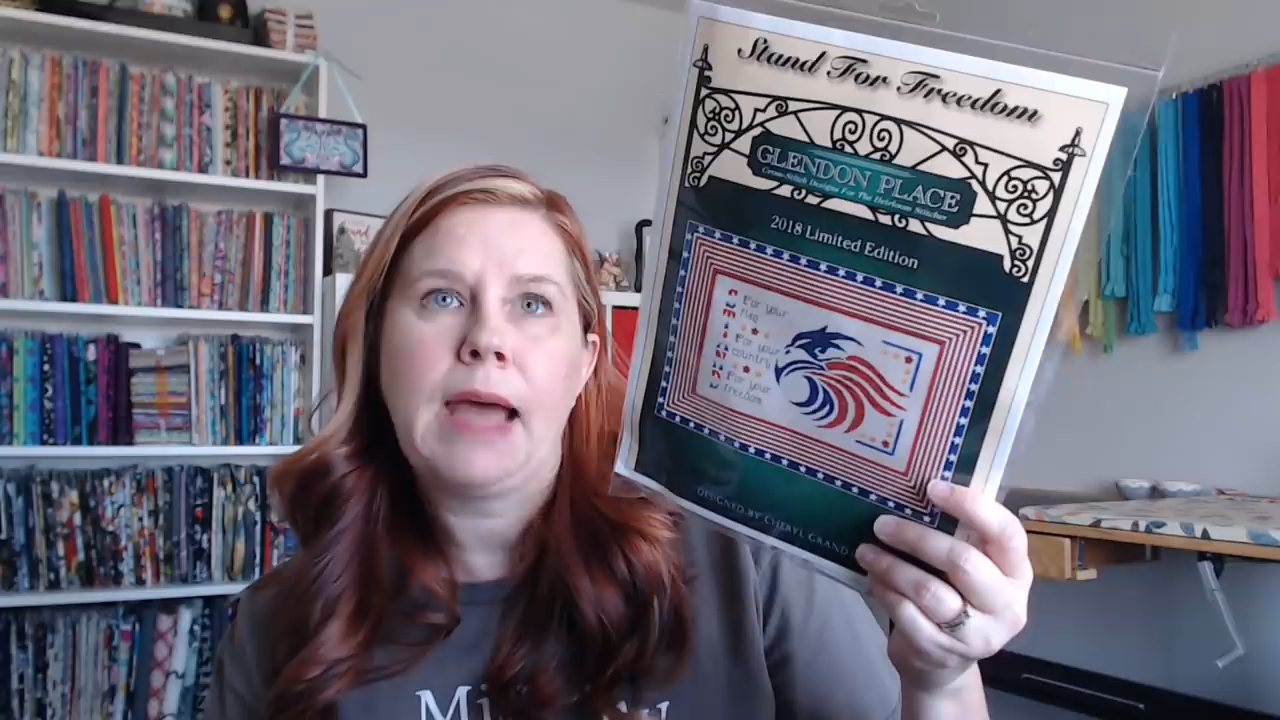 Stand For Freedom
GLENDON PLACE
Cross-Stitch Designs For The Heirloom Stitcher
2018 Limited Edition
For your
flag
For your
country
For your
freedom
DESIGNED BY CHERYL GRAND